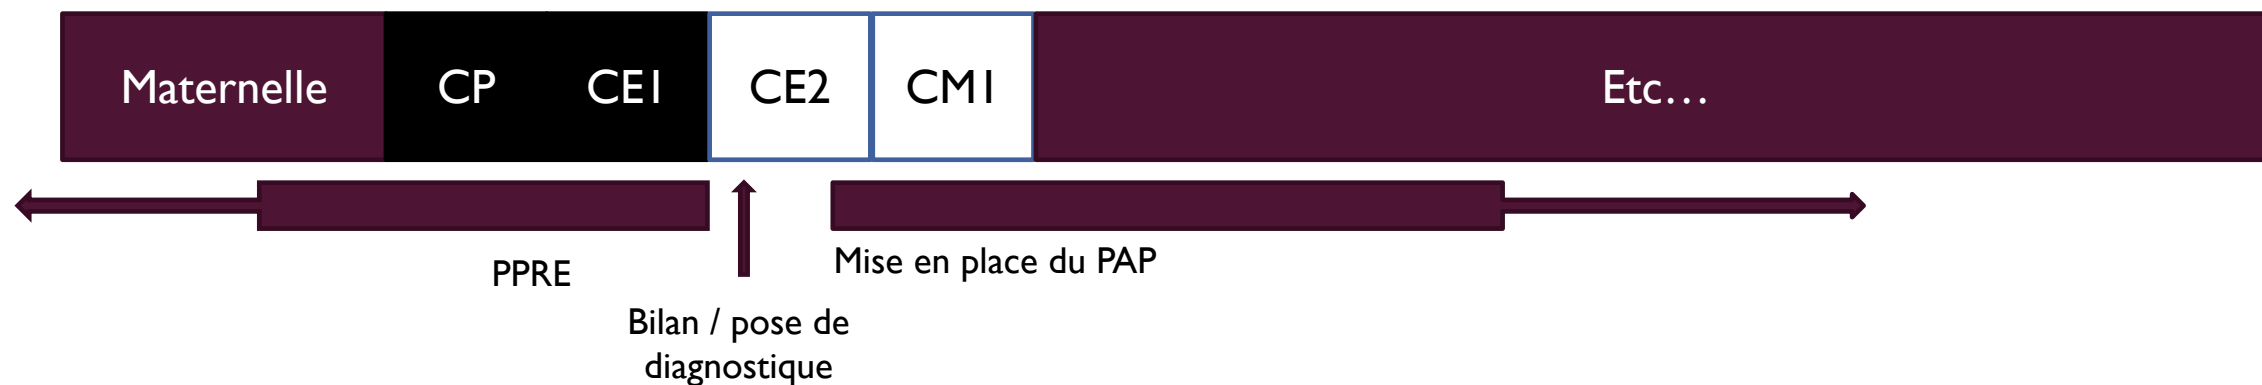 Maternelle CP CE1 CE2 CM1 Etc…
PPRE
Mise en place du PAP
Bilan / pose de
diagnostique